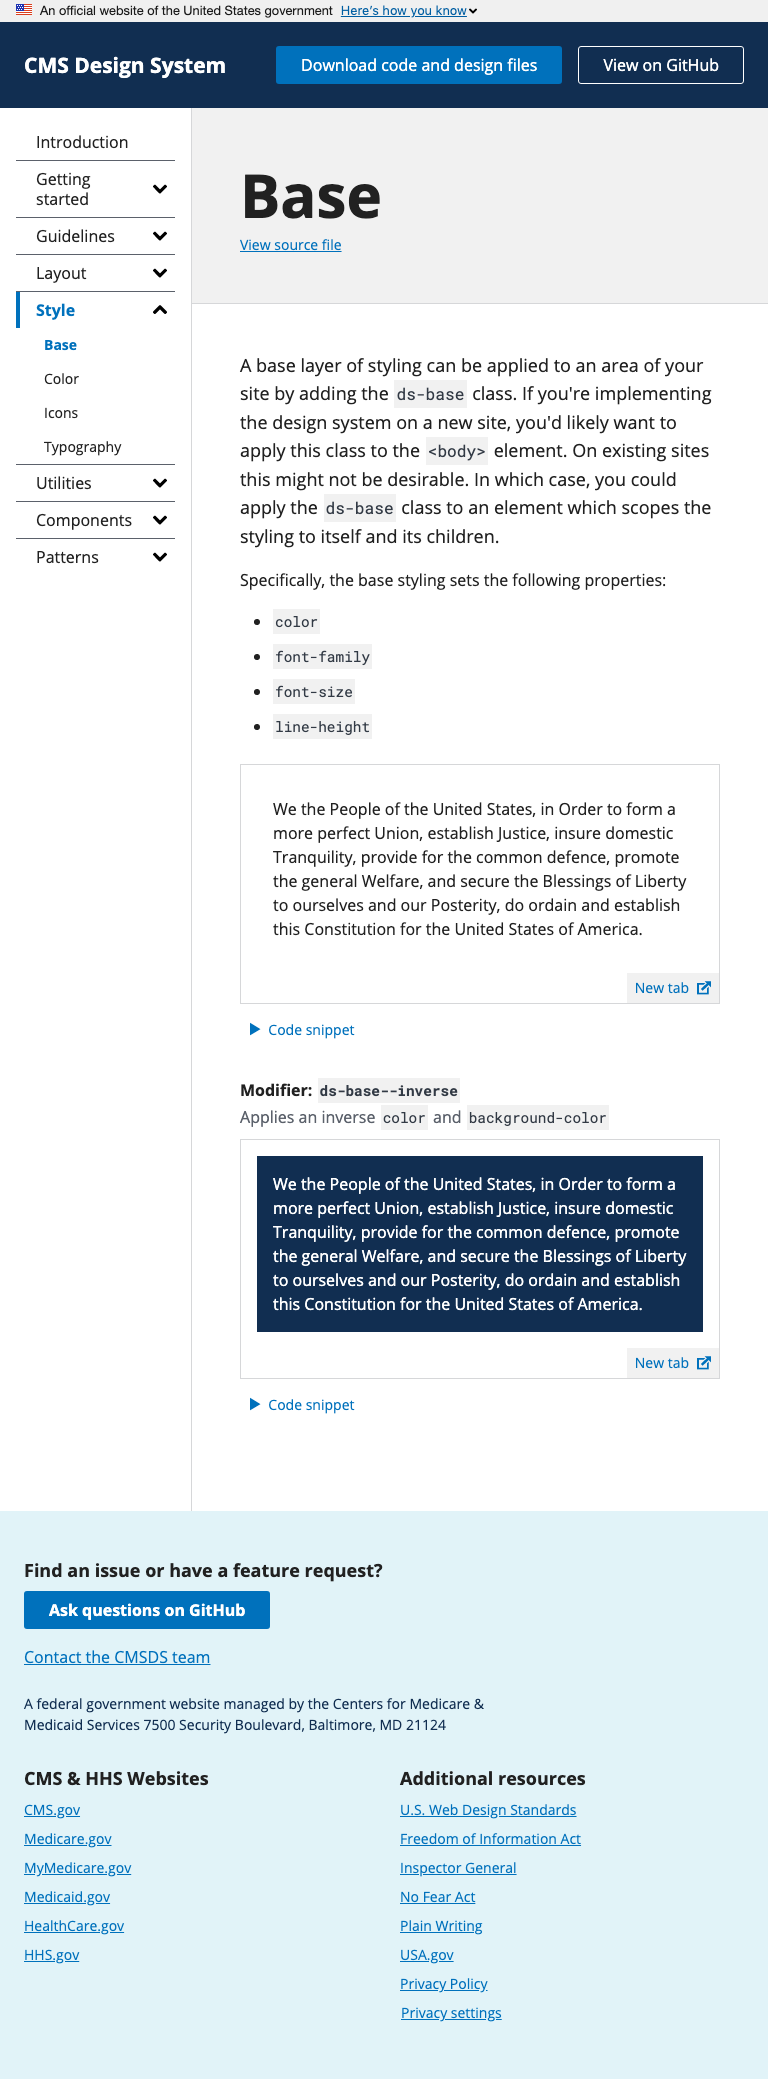 An official website of the United States government Here's how you know
CMS Design System
Download code and design files
View on GitHub
Introduction
Getting
started
Guidelines
Layout
Style
Base
Color
Icons
Typography
Utilities
Components
Patterns
Base
View source file
A base layer of styling can be applied to an area of your
site by adding the ds-base class. If you're implementing
the design system on a new site, you'd likely want to
apply this class to the <body> element. On existing sites
this might not be desirable. In which case, you could
apply the ds-base class to an element which scopes the
styling to itself and its children.
Specifically, the base styling sets the following properties:
color
font-family
font-size
line-height
We the People of the United States, in Order to form a
more perfect Union, establish Justice, insure domestic
Tranquility, provide for the common defence, promote
the general Welfare, and secure the Blessings of Liberty
to ourselves and our Posterity, do ordain and establish
this Constitution for the United States of America.
New tab
Code snippet
Modifier: ds-base--inverse
Applies an inverse color and background-color
We the People of the United States, in Order to form a
more perfect Union, establish Justice, insure domestic
Tranquility, provide for the common defence, promote
the general Welfare, and secure the Blessings of Liberty
to ourselves and our Posterity, do ordain and establish
this Constitution for the United States of America.
New tab
Code snippet
Find an issue or have a feature request?
Ask questions on GitHub
Contact the CMSDS team
A federal government website managed by the Centers for Medicare &
Medicaid Services 7500 Security Boulevard, Baltimore, MD 21124
CMS & HHS Websites
CMS.gov
Medicare.gov
MyMedicare.gov
Medicaid.gov
HealthCare.gov
HHS.gov
Additional resources
U.S. Web Design Standards
Freedom of Information Act
Inspector General
No Fear Act
Plain Writing
USA.gov
Privacy Policy
Privacy settings